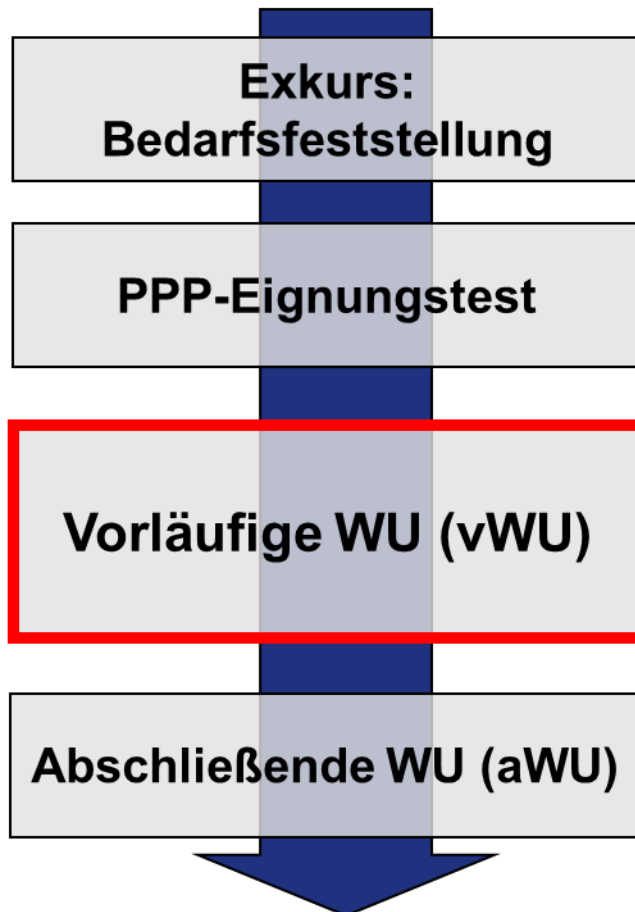 Exkurs:
Bedarfsfeststellung
PPP-Eignungstest
Vorläufige WU (vWU)
Abschließende WU (aWU)